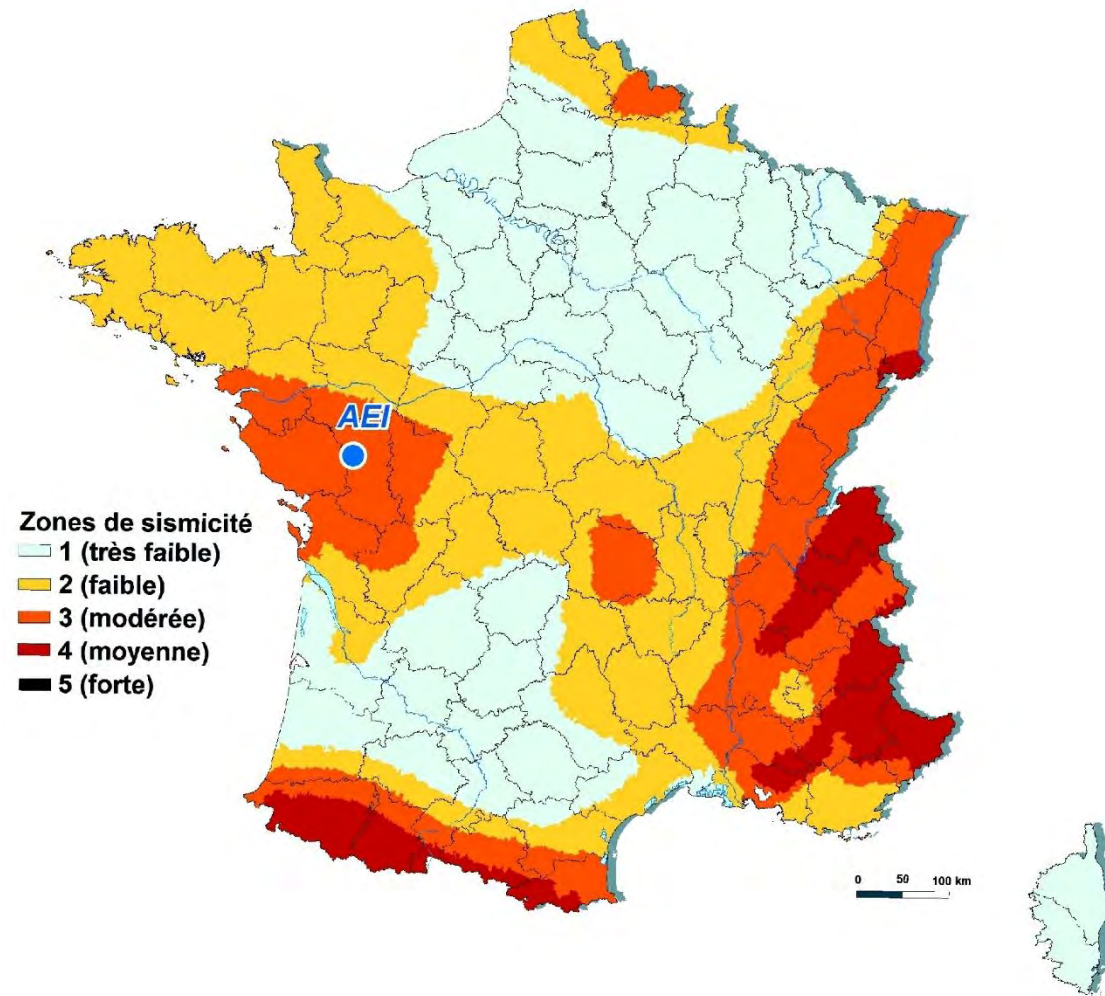 AEI
Zones de sismicité
1 (très faible)
2 (faible)
3 (modérée)
4 (moyenne)
5 (forte)
0 50 100 km